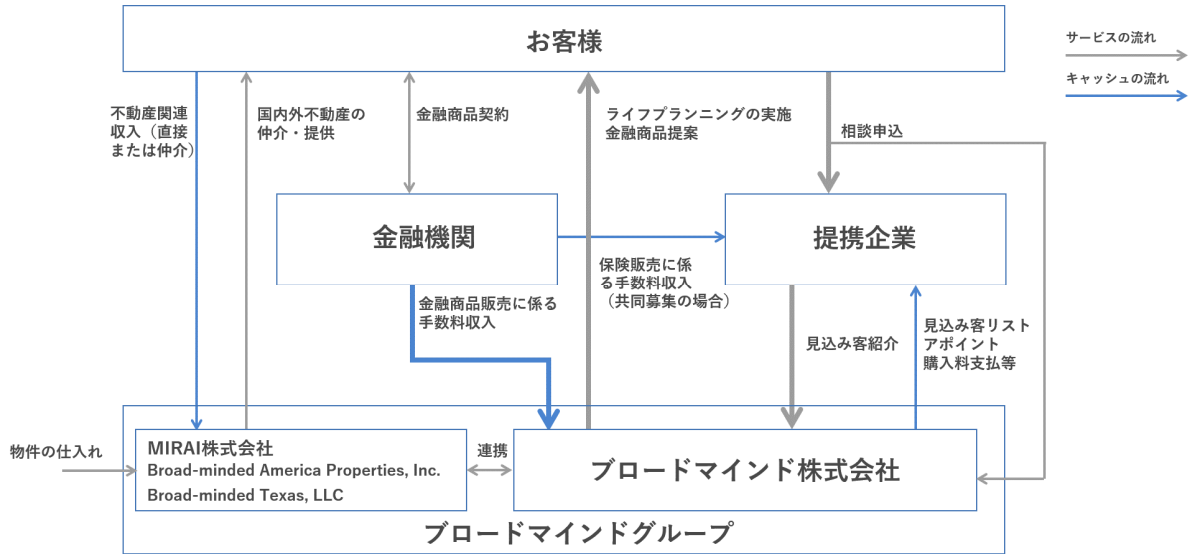 お客様
サービスの流れ
キャッシュの流れ
不動産関連
収入（直接
または仲介）
国内外不動産の
仲介・提供
金融商品契約
ライフプランニングの実施
金融商品提案
相談申込
金融機関
提携企業
保険販売に係
る手数料収入
（共同募集の場合）
金融商品販売に係る
手数料収入
見込み客紹介
見込み客リスト
アポイント
購入料支払等
物件の仕入れ
MIRAI株式会社
Broad-minded America Properties, Inc.
Broad-minded Texas, LLC
連携
ブロードマインド株式会社
ブロードマインドグループ